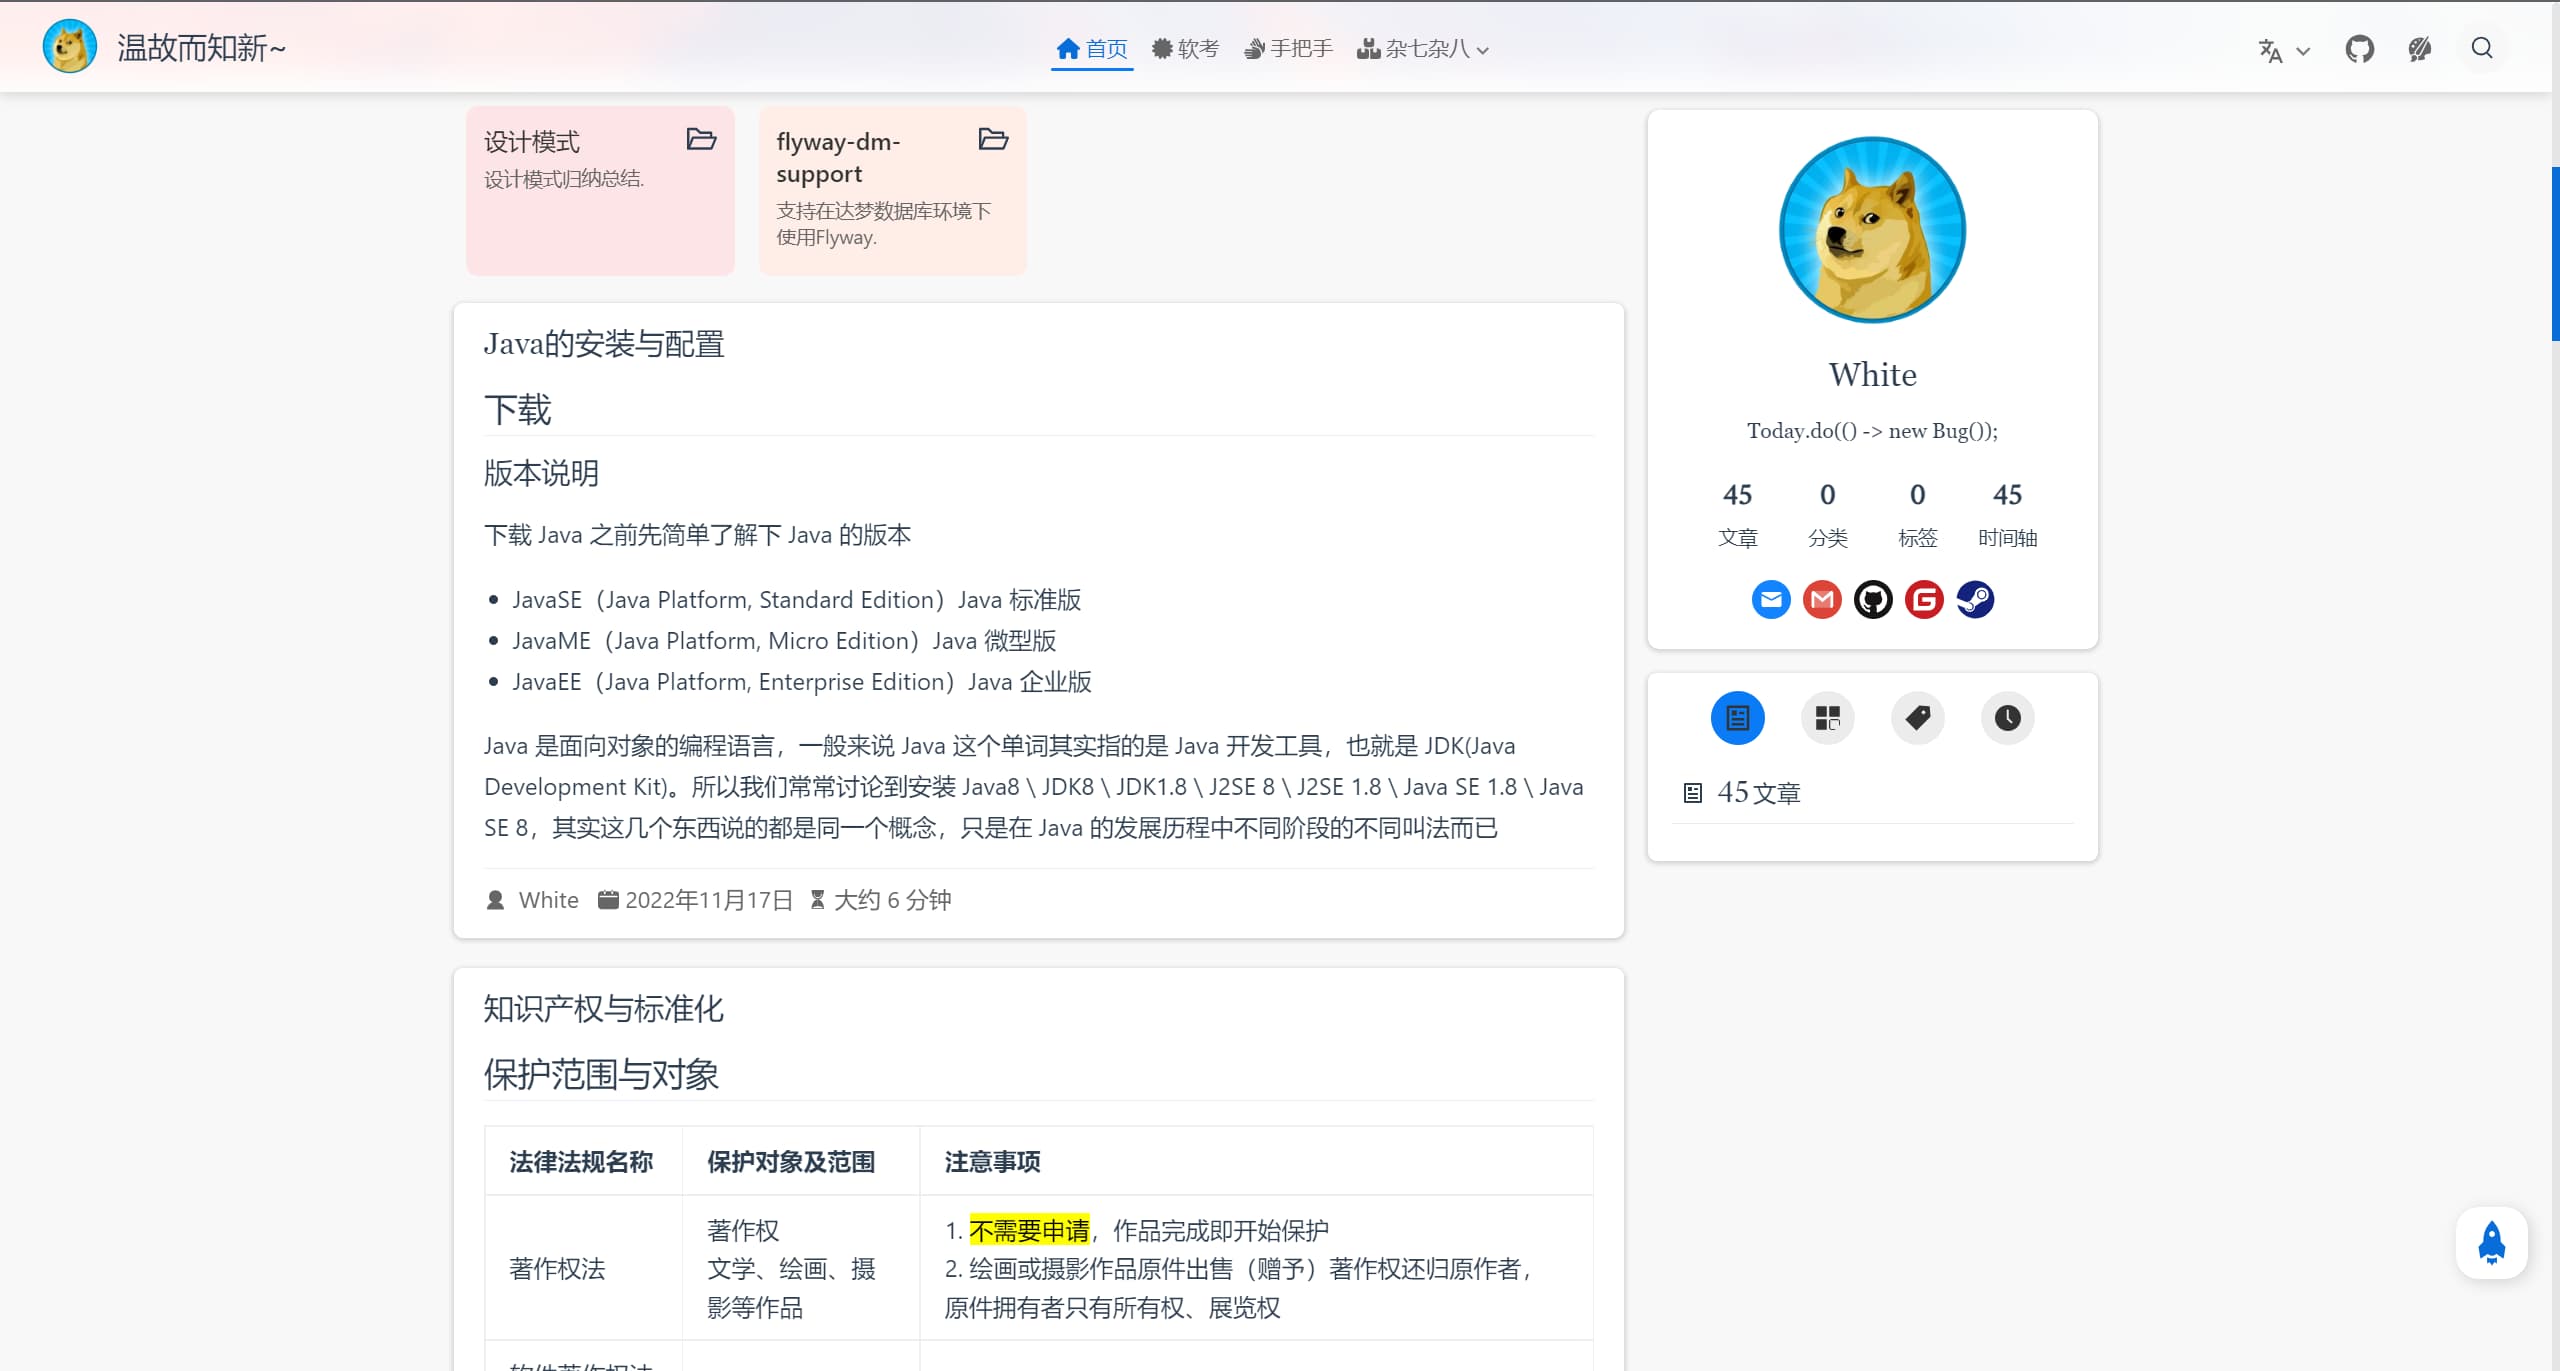 温故而知新~
首页 软考 手把手 杂七杂八
设计模式
设计模式归纳总结.
flyway-dm-
support
支持在达梦数据库环境下
使用Flyway.
Java的安装与配置
下载
版本说明
下载 Java 之前先简单了解下 Java 的版本
JavaSE（Java Platform, Standard Edition）Java 标准版
JavaME（Java Platform, Micro Edition）Java 微型版
JavaEE（Java Platform, Enterprise Edition）Java 企业版
Java 是面向对象的编程语言，一般来说 Java 这个单词其实指的是 Java 开发工具，也就是 JDK(Java
Development Kit)。所以我们常常讨论到安装 Java8 \ JDK8 \ JDK1.8 \ J2SE 8 \ J2SE 1.8 \ Java SE 1.8 \ Java
SE 8，其实这几个东西说的都是同一个概念，只是在 Java 的发展历程中不同阶段的不同叫法而已
White 2022年11月17日 大约 6 分钟
知识产权与标准化
保护范围与对象
法律法规名称 保护对象及范围 注意事项
著作权法
著作权
文学、绘画、摄
影等作品
1. 不需要申请，作品完成即开始保护
2. 绘画或摄影作品原件出售（赠予）著作权还归原作者，
原件拥有者只有所有权、展览权
软件著作权法
White
Today.do(() -> new Bug());
45 0 0 45
文章 分类 标签 时间轴
45 文章